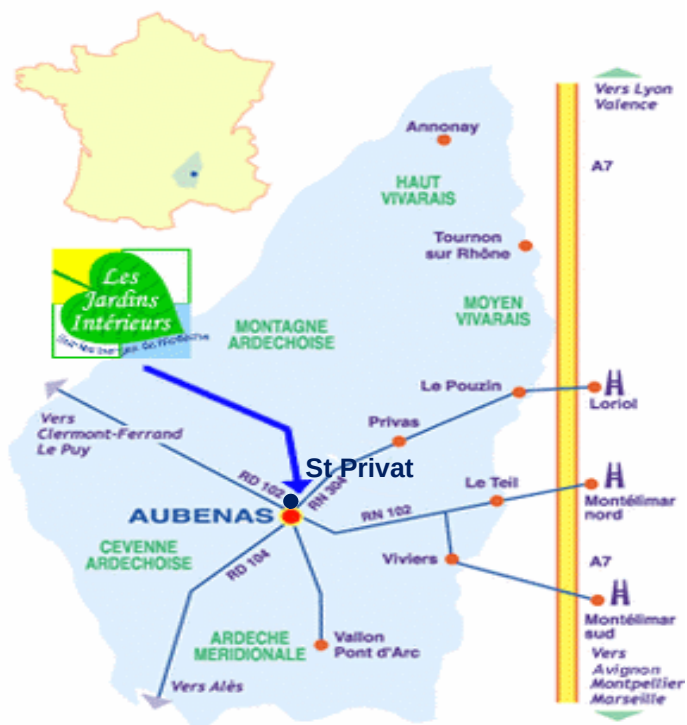 Vers Lyon
Valence
Annonay
A7
HAUT
VIVARAIS
Tournon
sur Rhône
Les
Jardins
Intérieurs
MOYEN
VIVARAIS
MONTAGNE
ARDECHOISE
Le Pouzin
Loriol
Vers
Clermont-Ferrand
Le Puy
Privas
St Privat
RD 102
RN 304
Le Teil
Montélimar
nord
AUBENAS
RN 102
CEVENNE
ARDECHOISE
Viviers
A7
RD 104
Montélimar
sud
ARDECHE
MERIDIONALE
Vallon
Pont d'Arc
Vers Alès
Vers
Avignon
Montpellier
Marseille